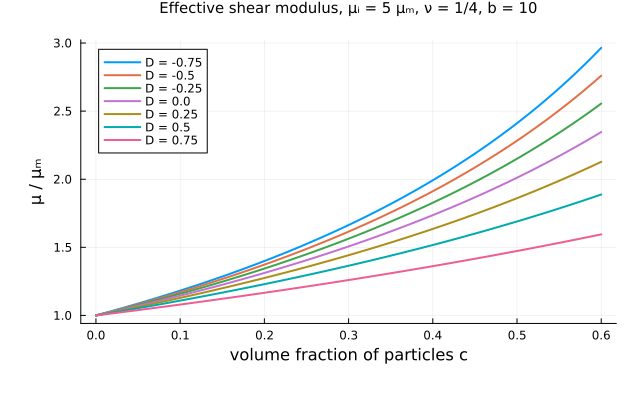 Effective shear modulus, μᵢ = 5 μₘ, ν = 1/4, b = 10
3.0
2.5
2.0
1.5
1.0
μ / μₘ
D = -0.75
D = -0.5
D = -0.25
D = 0.0
D = 0.25
D = 0.5
D = 0.75
0.0 0.1 0.2 0.3 0.4 0.5 0.6
volume fraction of particles c